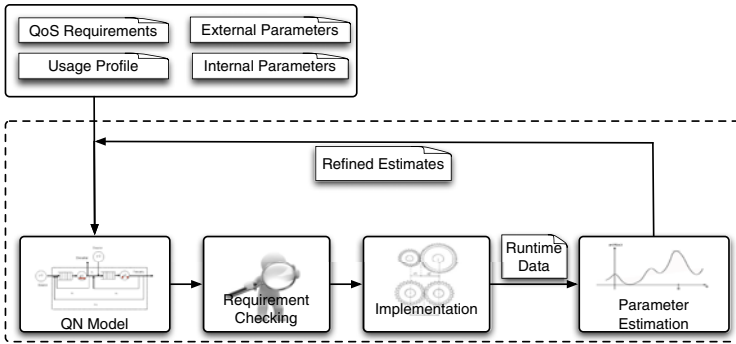 QoS Requirements
External Parameters
Usage Profile
Internal Parameters
Refined Estimates
Runtime
Data
QN Model
Requirement
Checking
Implementation
Parameter
Estimation